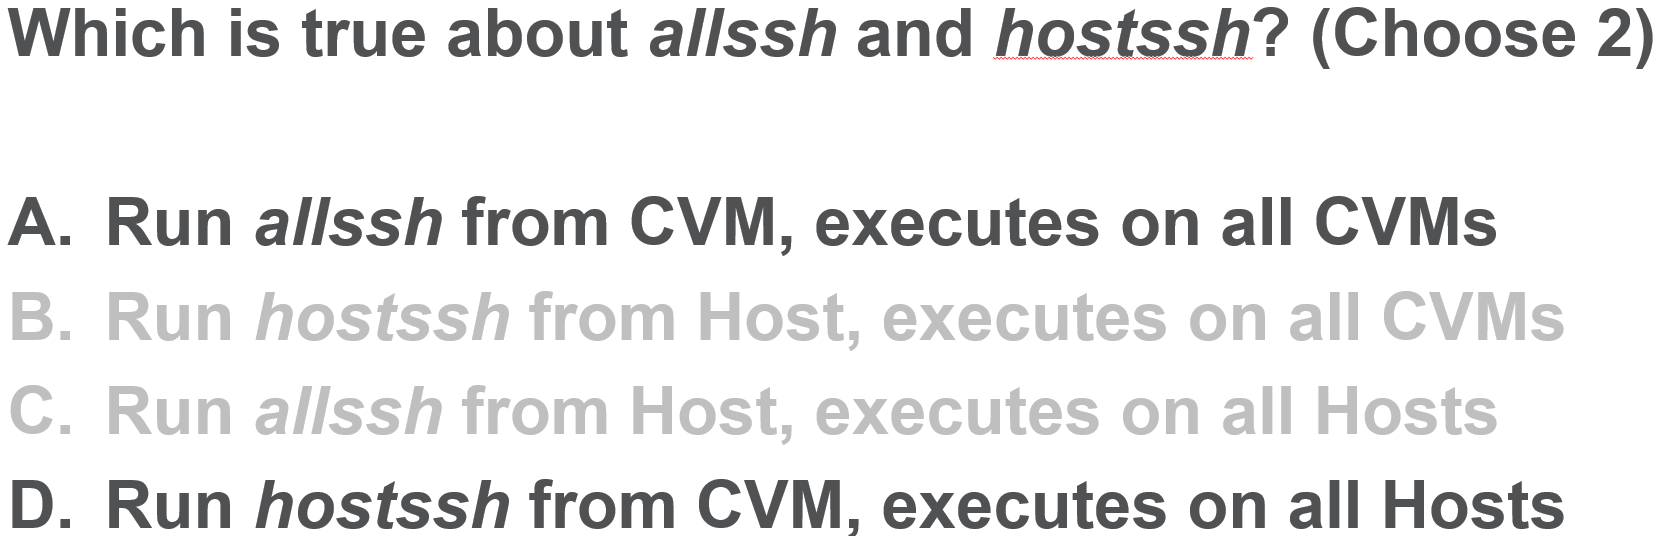 Which is true about allssh and hostssh? (Choose 2)
A. Run allssh from CVM, executes on all CVMs
B. Run hostssh from Host, executes on all CVMs
C. Run allssh from Host, executes on all Hosts
D. Run hostssh from CVM, executes on all Hosts